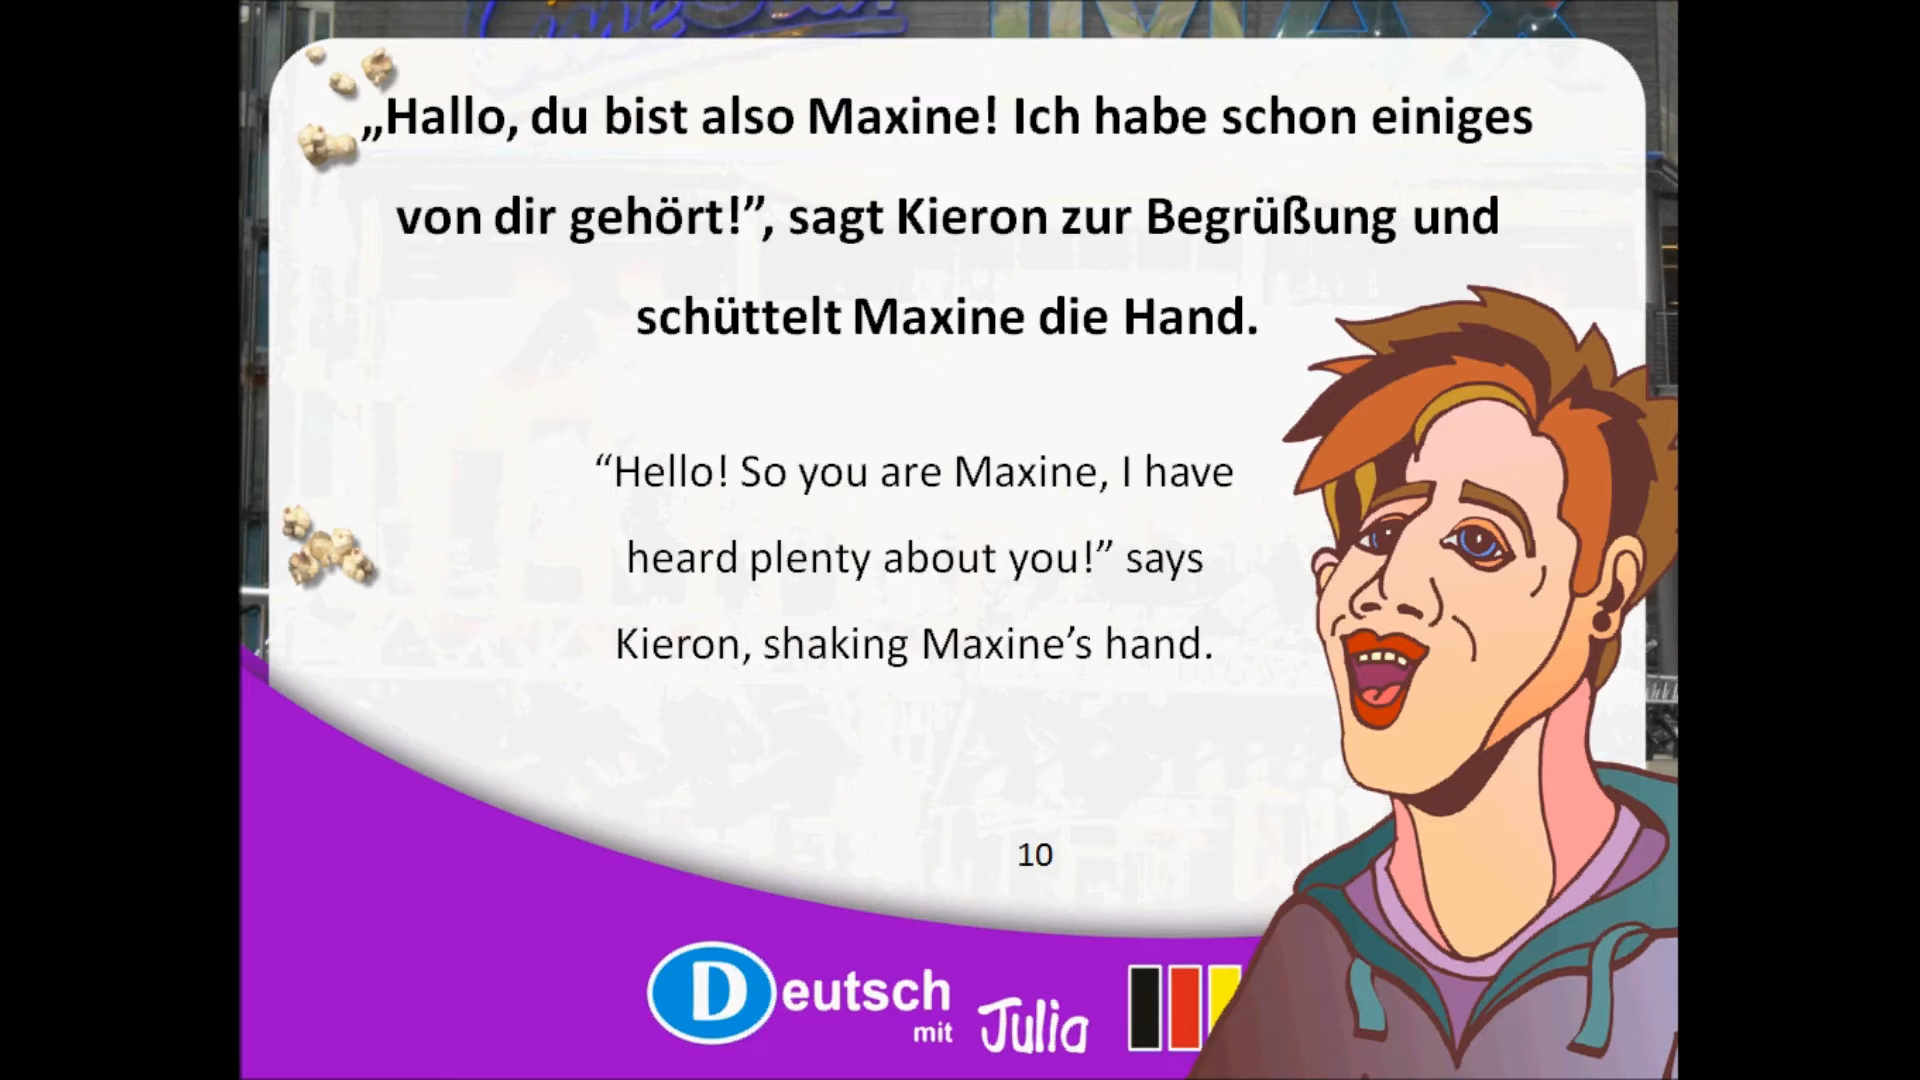 „Hallo, du bist also Maxine! Ich habe schon einiges
von dir gehört!”, sagt Kieron zur Begrüßung und
schüttelt Maxine die Hand.
“Hello! So you are Maxine, I have
heard plenty about you!” says
Kieron, shaking Maxine’s hand.
10
Deutsch
mit Julia